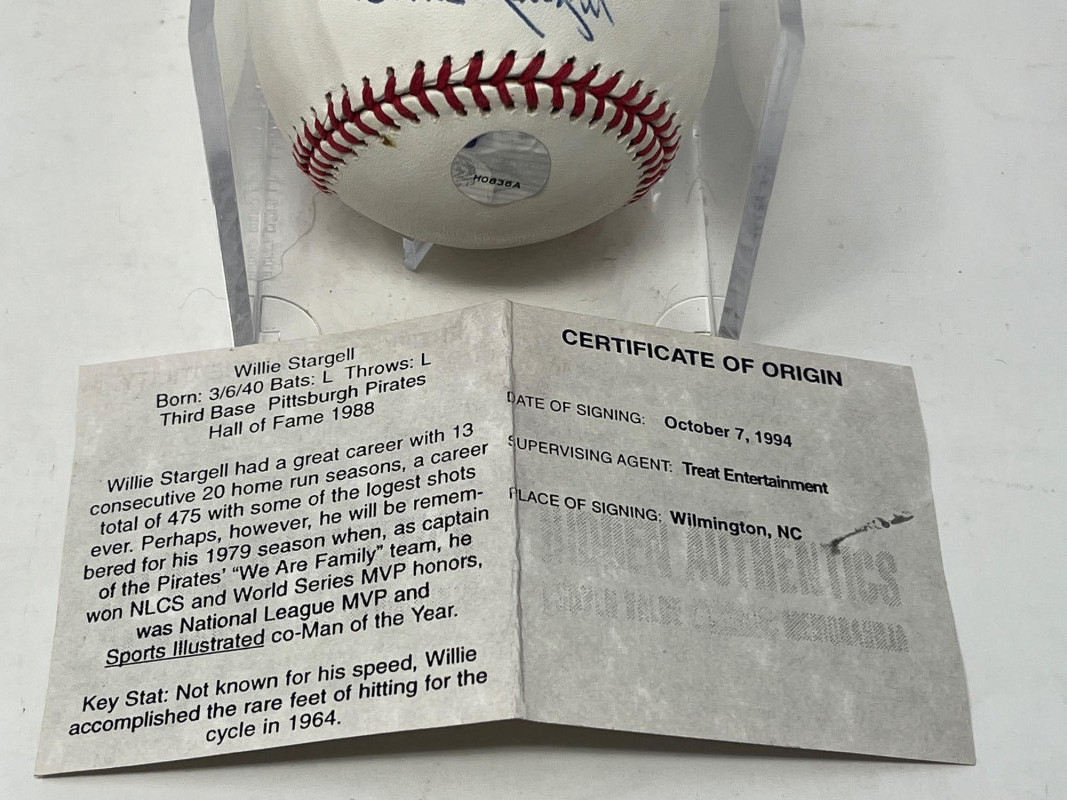 H0836A
Willie Stargell
Born: 3/6/40 Bats: L Throws: L
Third Base Pittsburgh Pirates
Hall of Fame 1988
Willie Stargell had a great career with 13
consecutive 20 home run seasons, a career
total of 475 with some of the logest shots
ever. Perhaps, however, he will be remem-
bered for his 1979 season when, as captain
of the Pirates' “We Are Family” team, he
won NLCS and World Series MVP honors,
was National League MVP and
Sports Illustrated co-Man of the Year.
Key Stat: Not known for his speed, Willie
accomplished the rare feet of hitting for the
cycle in 1964.
CERTIFICATE OF ORIGIN
DATE OF SIGNING: October 7, 1994
SUPERVISING AGENT: Treat Entertainment
PLACE OF SIGNING: Wilmington, NC
AUTHENTICS
MEMORABILIA